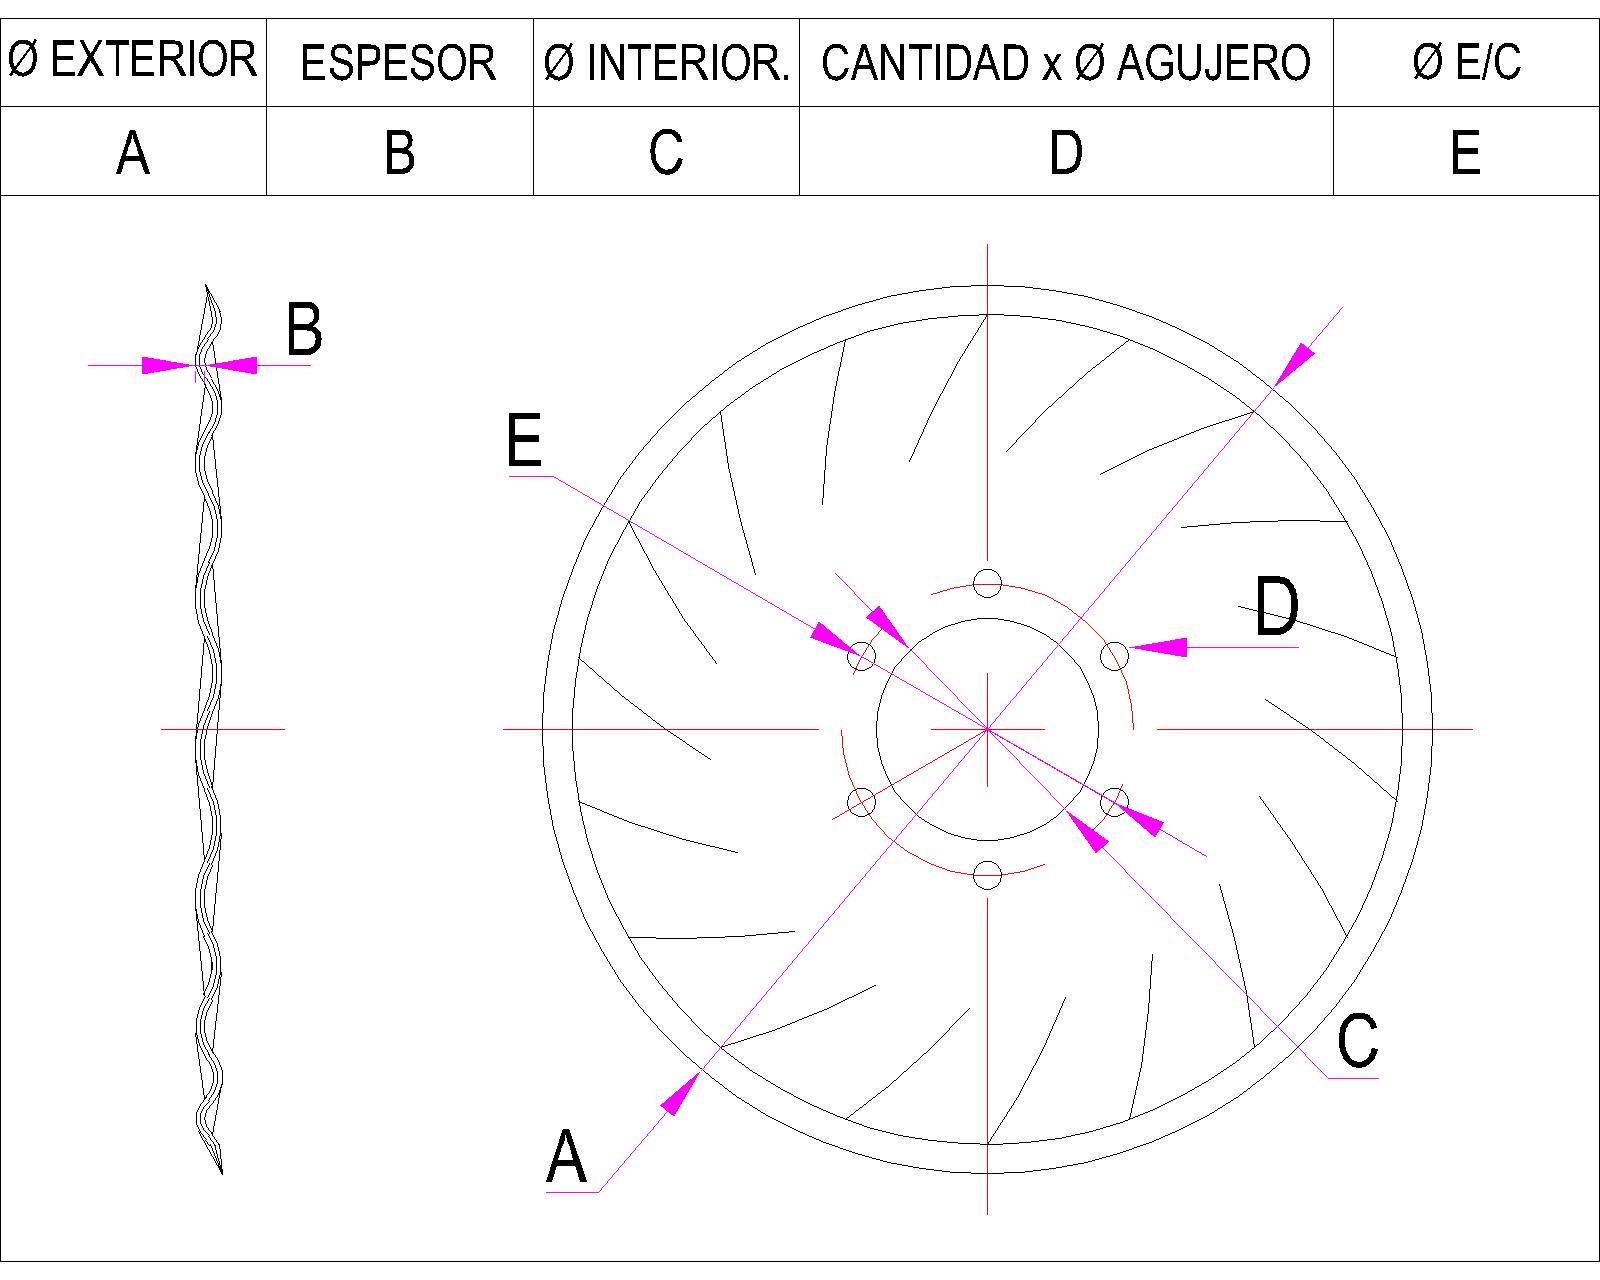 Ø EXTERIOR ESPESOR Ø INTERIOR. CANTIDAD x Ø AGUJERO Ø E/C
A B C D E
B
E
D
C
A